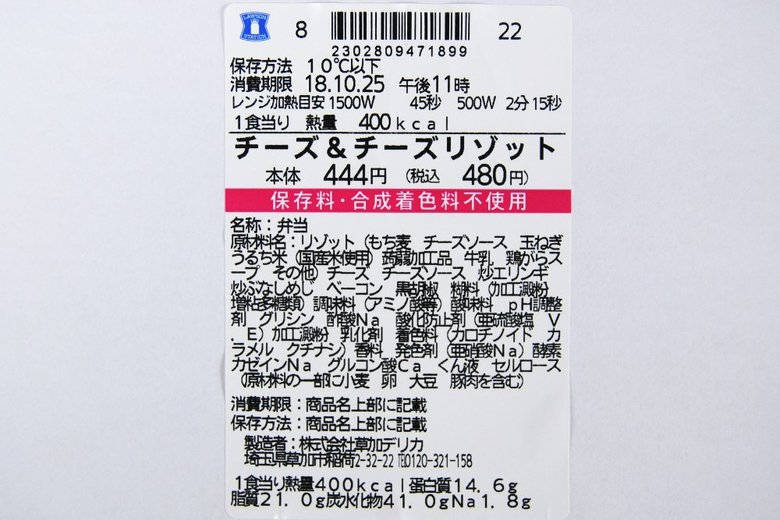 LAWSON
STATION
8 22
2302809471899
保存方法 10℃以下
消費期限 18.10.25 午後11時
レンジ加熱目安1500W 45秒 500W 2分15秒
1食当り 熱量 400kcal
チーズ&チーズリゾット
本体 444円 (税込 480円)
保存料・合成着色料不使用
名称:弁当
原材料名:リゾット(もち麦 チーズソース 玉ねぎ
うるち米(国産米使用)蒟蒻加工品 牛乳 鶏がらス
ープ その他)チーズ チーズソース 炒エリンギ
炒ぶなしめじ ベーコン 黒胡椒 糊料(加工澱粉
増粘多糖類)調味料(アミノ酸等)酸味料 pH調整
剤 グリシン 酢酸Na 酸化防止剤(亜硫酸塩 V
.E)加工澱粉 乳化剤 着色料(カロチノイド カ
ラメル クチナシ)香料 発色剤(亜硝酸Na)酵素
カゼインNa グルコン酸Ca くん液 セルロース
(原材料の一部に小麦 卵 大豆 豚肉を含む)
消費期限:商品名上部に記載
保存方法:商品名上部に記載
製造者:株式会社草加デリカ
埼玉県草加市稲荷2-32-22 ℡0120-321-158
1食当り熱量400kcal蛋白質14.6g
脂質21.0g炭水化物41.0gNa1.8g